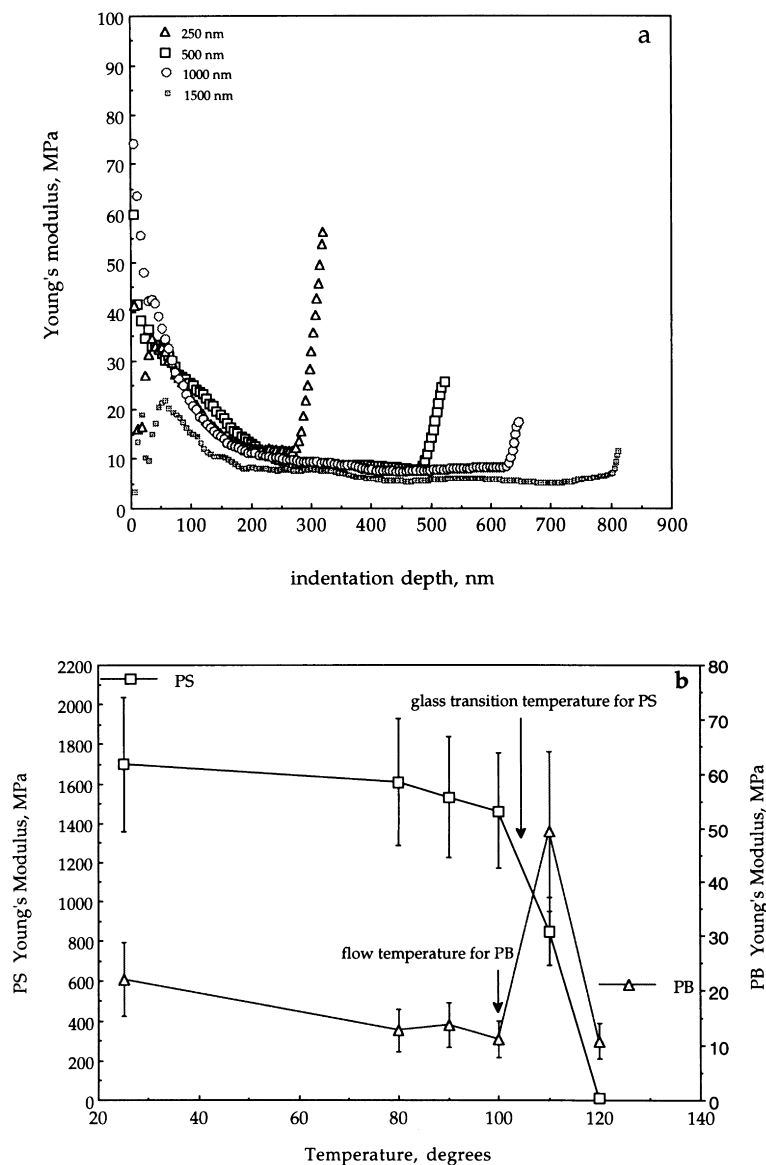 a
250 nm
500 nm
1000 nm
1500 nm
100
90
80
70
60
50
40
30
20
10
0
Young's modulus, MPa
0 100 200 300 400 500 600 700 800 900
indentation depth, nm
b
PS
glass transition temperature for PS
flow temperature for PB
PB
2200
2000
1800
1600
1400
1200
1000
800
600
400
200
0
PS Young's Modulus, MPa
80
70
60
50
40
30
20
10
0
PB Young's Modulus, MPa
20 40 60 80 100 120 140
Temperature, degrees